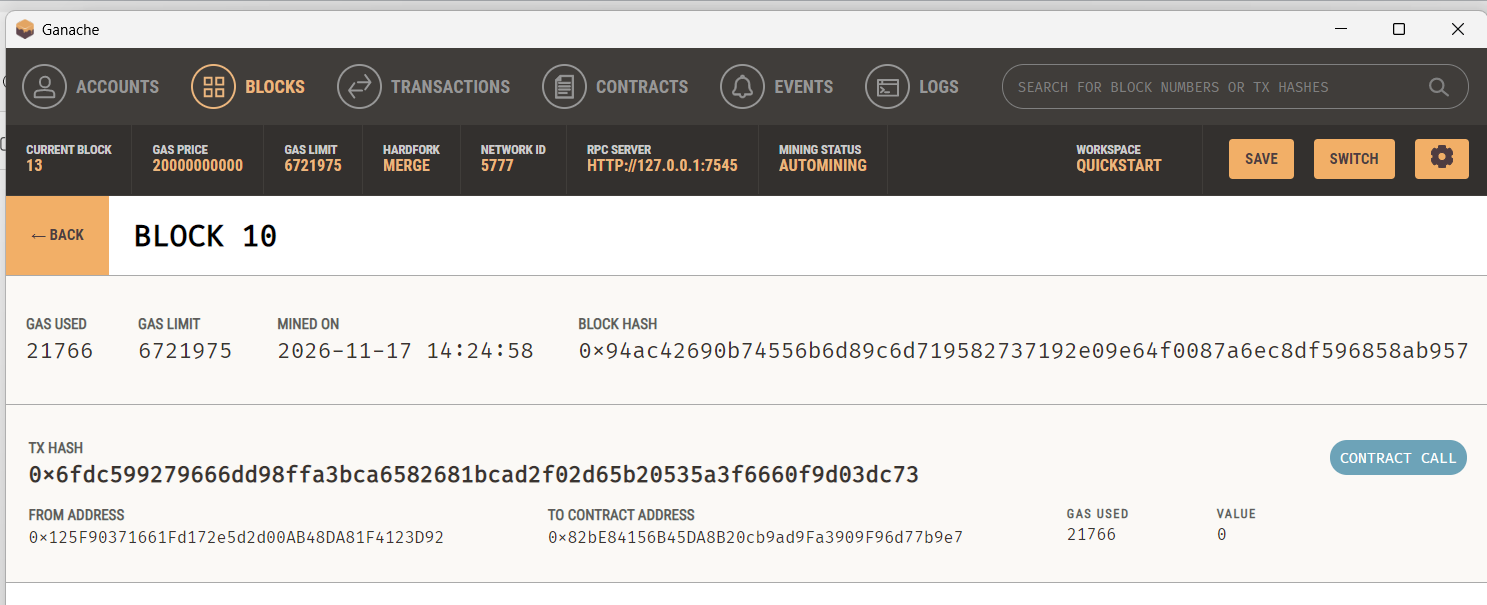 Ganache
ACCOUNTS BLOCKS TRANSACTIONS CONTRACTS EVENTS LOGS SEARCH FOR BLOCK NUMBERS OR TX HASHES
CURRENT BLOCK GAS PRICE GAS LIMIT HARDFORK NETWORK ID RPC SERVER MINING STATUS WORKSPACE
13 20000000000 6721975 MERGE 5777 HTTP://127.0.0.1:7545 AUTOMINING QUICKSTART SAVE SWITCH
← BACK BLOCK 10
GAS USED GAS LIMIT MINED ON BLOCK HASH
21766 6721975 2026-11-17 14:24:58 0×94ac42690b74556b6d89c6d719582737192e09e64f0087a6ec8df596858ab957
TX HASH
0×6fdc599279666dd98ffa3bca6582681bcad2f02d65b20535a3f6660f9d03dc73 CONTRACT CALL
FROM ADDRESS TO CONTRACT ADDRESS GAS USED VALUE
0×125F90371661Fd172e5d2d00AB48DA81F4123D92 0×82bE84156B45DA8B20cb9ad9Fa3909F96d77b9e7 21766 0